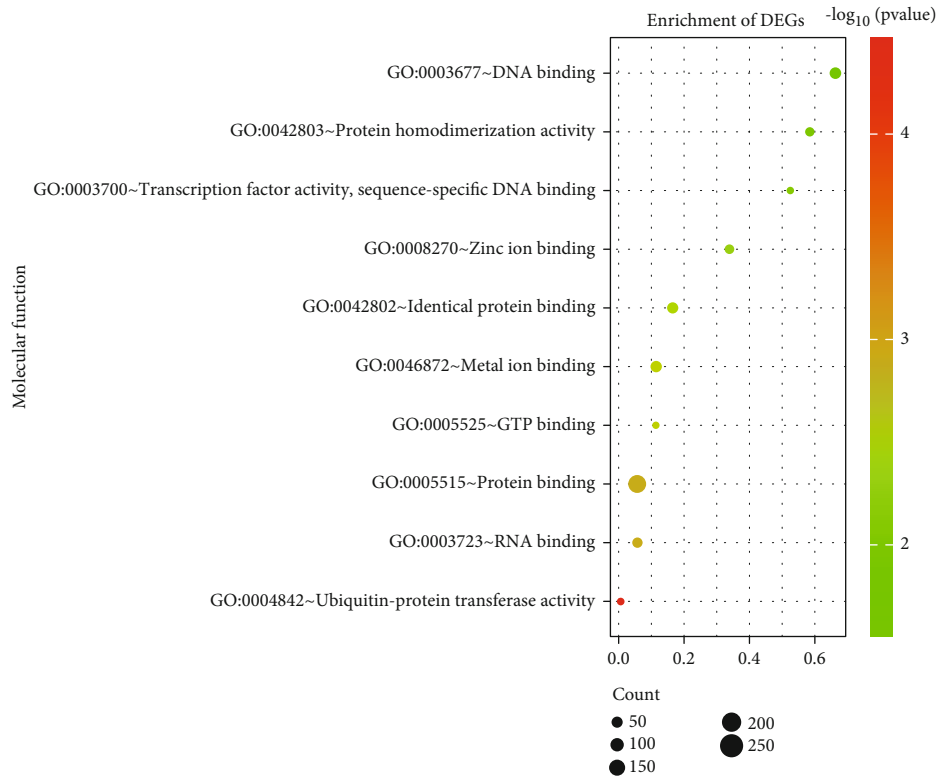 Enrichment of DEGs
-log10 (pvalue)
GO:0003677~DNA binding
GO:0042803~Protein homodimerization activity
GO:0003700~Transcription factor activity, sequence-specific DNA binding
GO:0008270~Zinc ion binding
GO:0042802~Identical protein binding
GO:0046872~Metal ion binding
GO:0005525~GTP binding
GO:0005515~Protein binding
GO:0003723~RNA binding
GO:0004842~Ubiquitin-protein transferase activity
Molecular function
4
3
2
0.0 0.2 0.4 0.6
Count
50 200
100 250
150